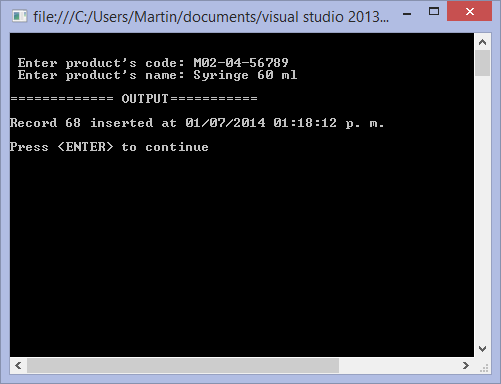 file:///C:/Users/Martin/documents/visual studio 2013...
Enter product's code: M02-04-56789
Enter product's name: Syringe 60 ml
============= OUTPUT===========
Record 68 inserted at 01/07/2014 01:18:12 p. m.
Press <ENTER> to continue